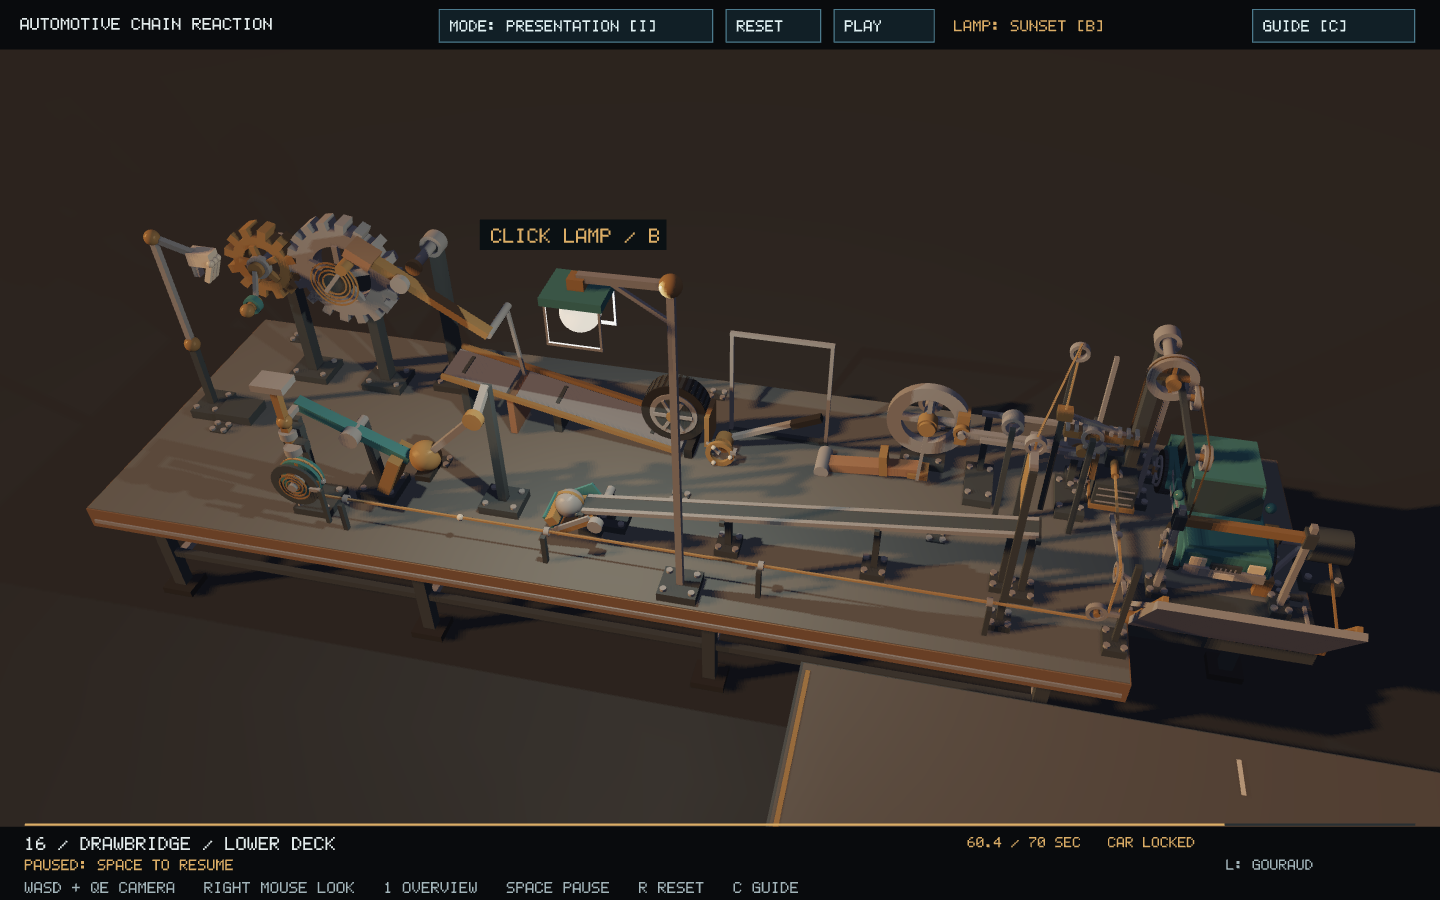 AUTOMOTIVE CHAIN REACTION
MODE: PRESENTATION [I]
RESET
PLAY
LAMP: SUNSET [B]
GUIDE [C]
CLICK LAMP / B
16 / DRAWBRIDGE / LOWER DECK
60.4 / 70 SEC
CAR LOCKED
PAUSED: SPACE TO RESUME
L: GOURAUD
WASD + QE CAMERA
RIGHT MOUSE LOOK
1 OVERVIEW
SPACE PAUSE
R RESET
C GUIDE